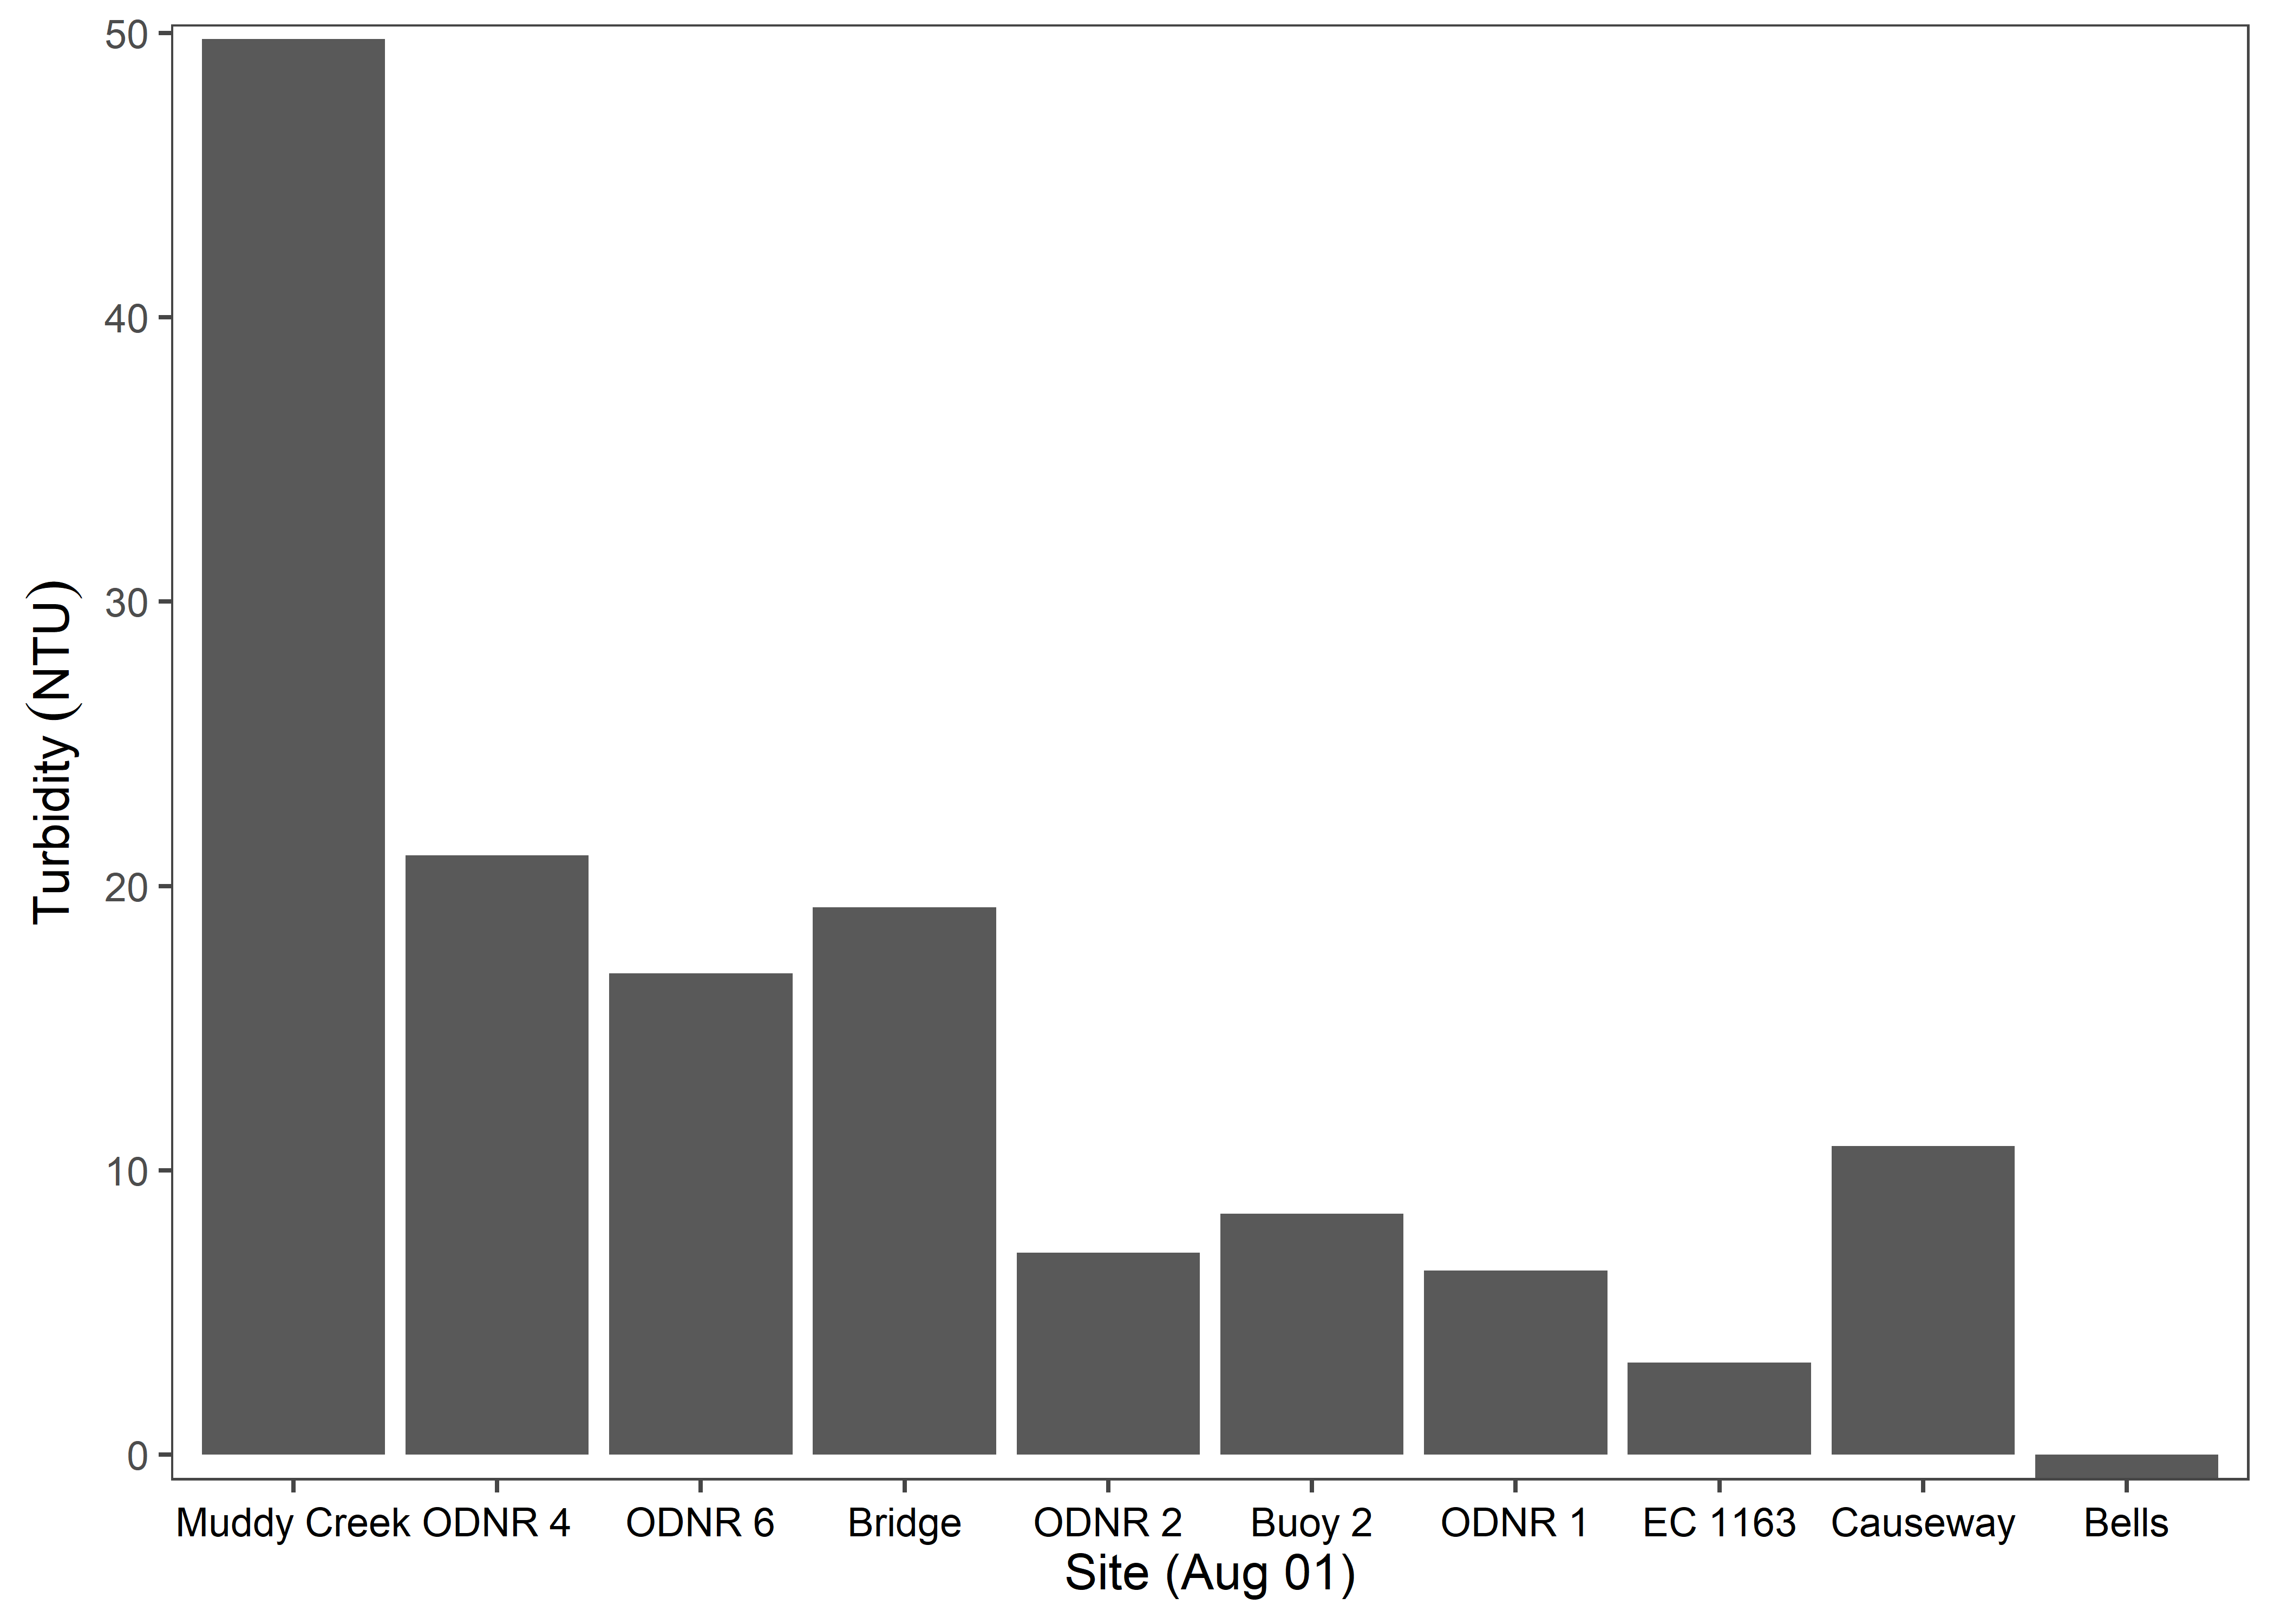 Turbidity (NTU)
50
40
30
20
10
0
Muddy Creek ODNR 4 ODNR 6 Bridge ODNR 2 Buoy 2 ODNR 1 EC 1163 Causeway Bells
Site (Aug 01)